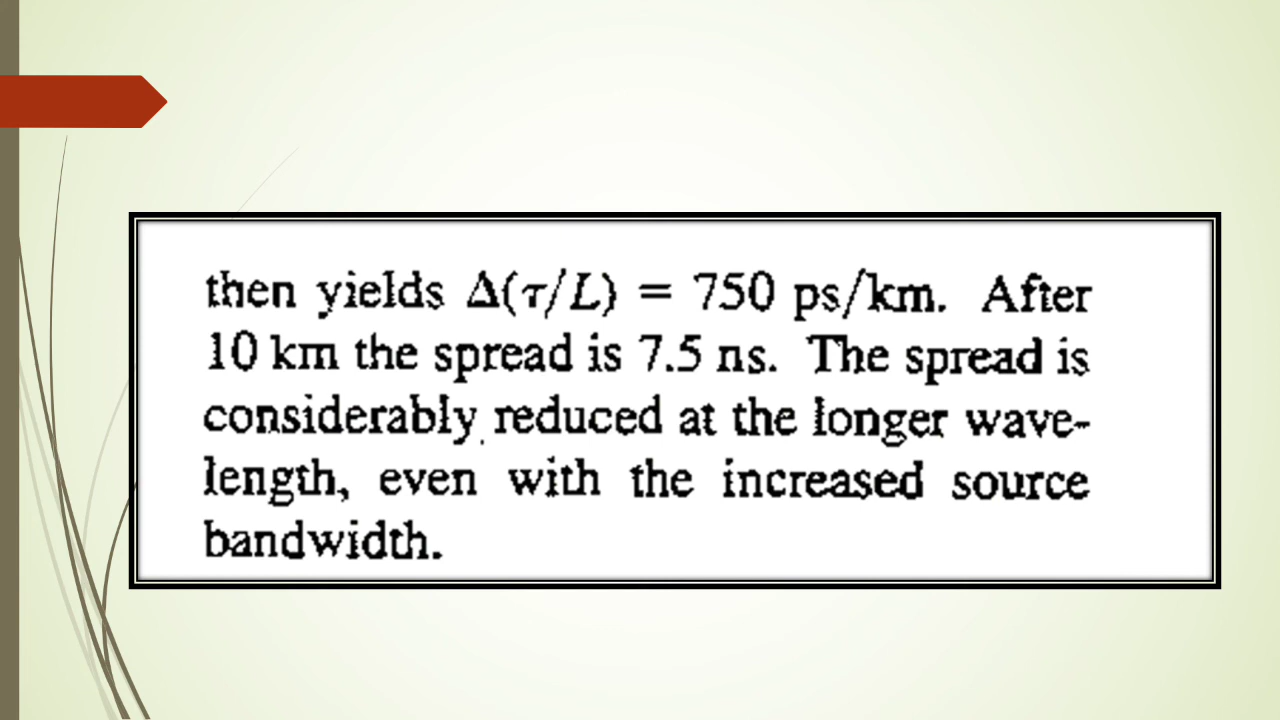 then yields Δ(τ/L) = 750 ps/km. After
10 km the spread is 7.5 ns. The spread is
considerably reduced at the longer wave-
length, even with the increased source
bandwidth.